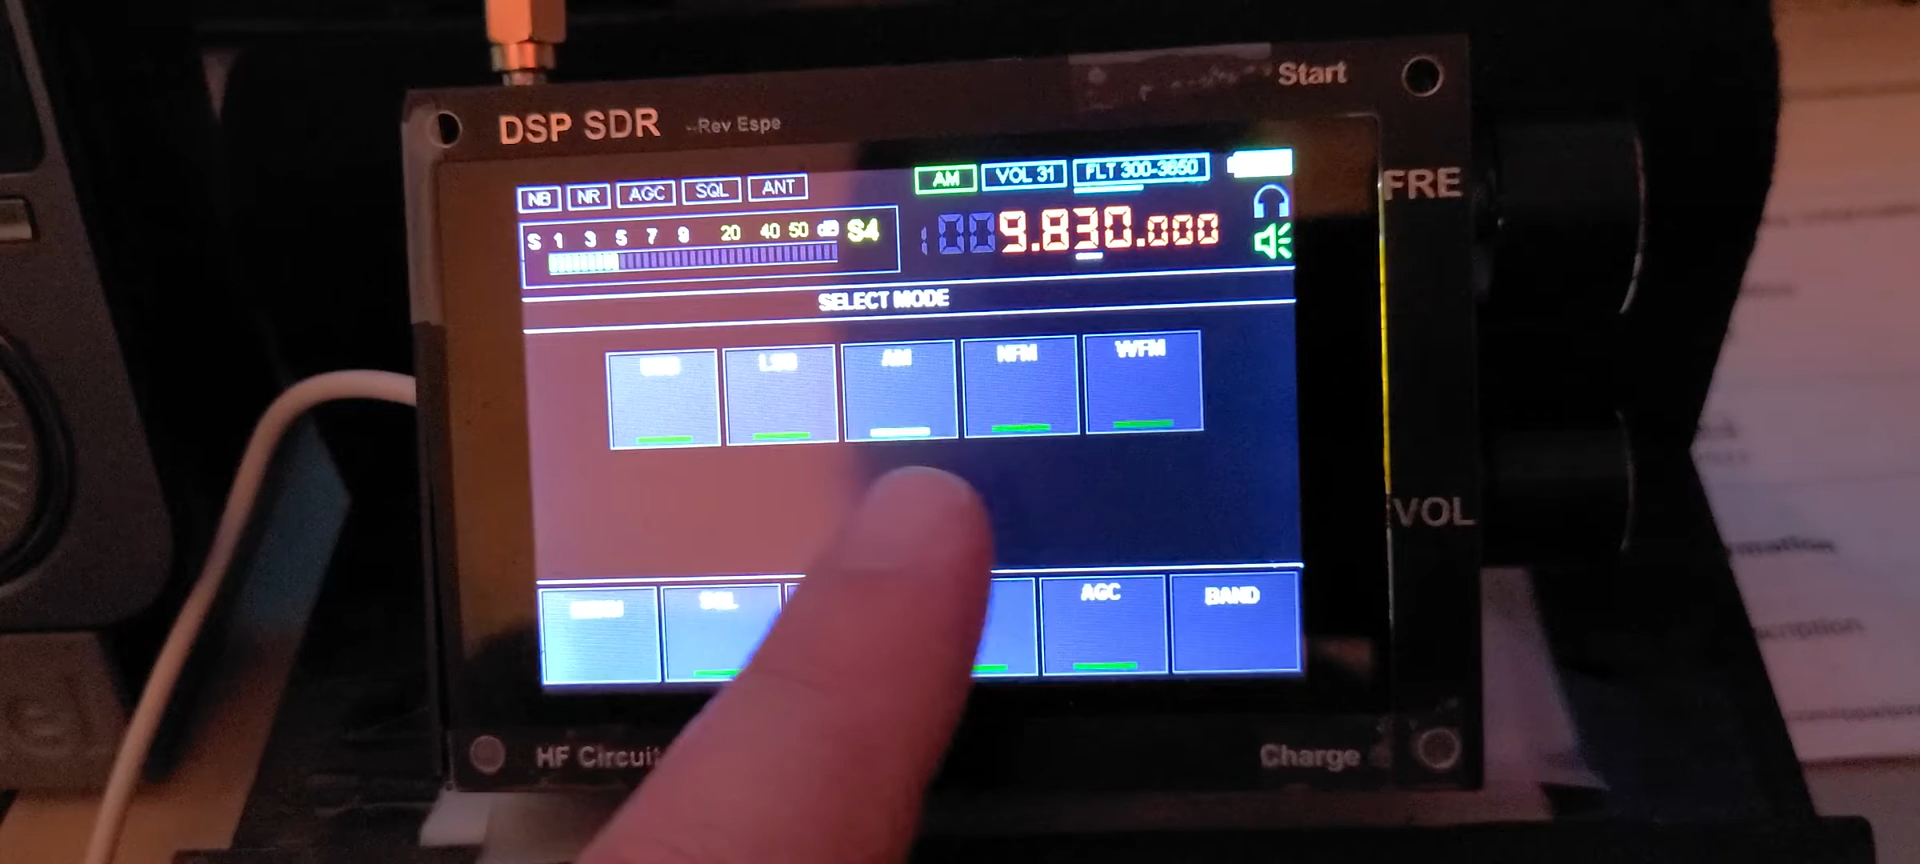 Start
DSP SDR --Rev Espe
NB NR AGC SQL ANT AM VOL 31 FLT 300-3650
S 1 3 5 7 9 20 40 50 dB S4
1009.830.000
FRE
SELECT MODE
USB LSB AM NFM WFM
VOL
SQL AGC BAND
HF Circuit
Charge